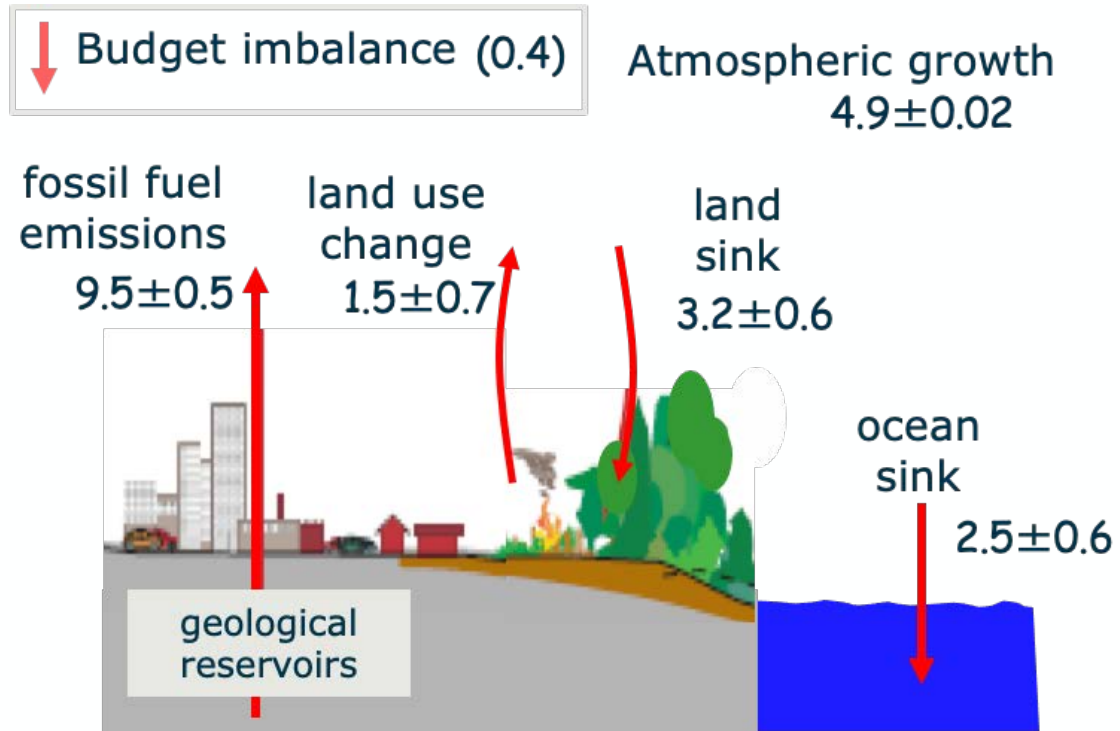 Budget imbalance (0.4)
Atmospheric growth
4.9±0.02
fossil fuel
emissions
9.5±0.5
land use
change
1.5±0.7
land
sink
3.2±0.6
ocean
sink
2.5±0.6
geological
reservoirs